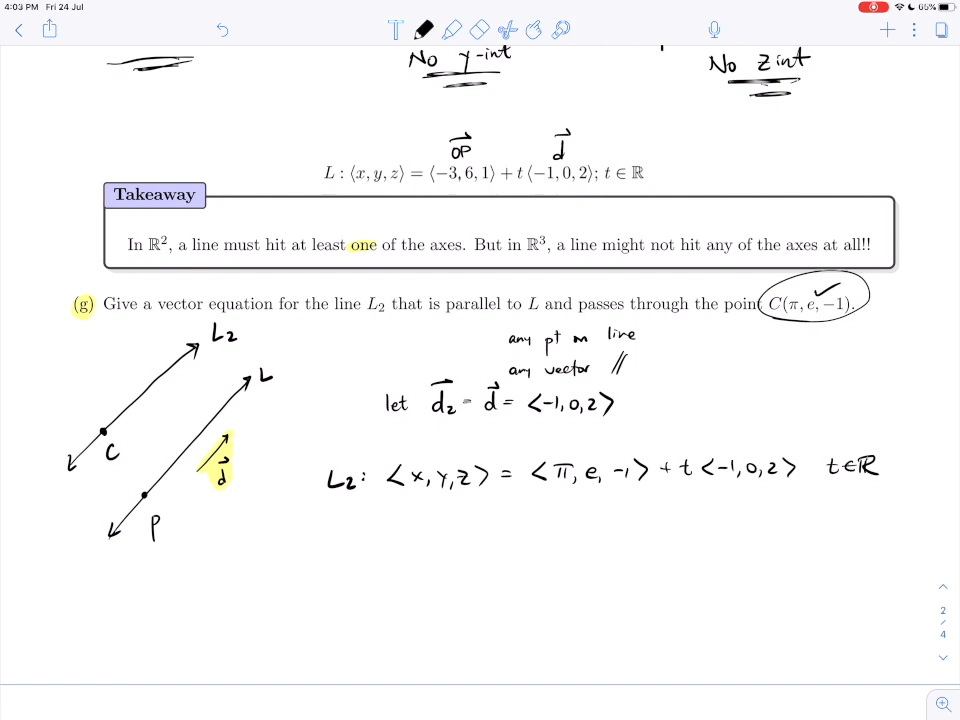 4:03 PM Fri 24 Jul 65%
No y-int
No z int
OP d
L : ⟨x, y, z⟩ = ⟨−3, 6, 1⟩ + t ⟨−1, 0, 2⟩; t ∈ ℝ
Takeaway
In ℝ², a line must hit at least one of the axes. But in ℝ³, a line might not hit any of the axes at all!!
(g) Give a vector equation for the line L₂ that is parallel to L and passes through the point C(π, e, −1).
L₂
any pt on line
any vector //
L
let d₂ = d = <-1,0,2>
C
d
L₂: <x,y,z> = <π, e, -1> + t <-1,0,2> t∈ℝ
P
2
/
4